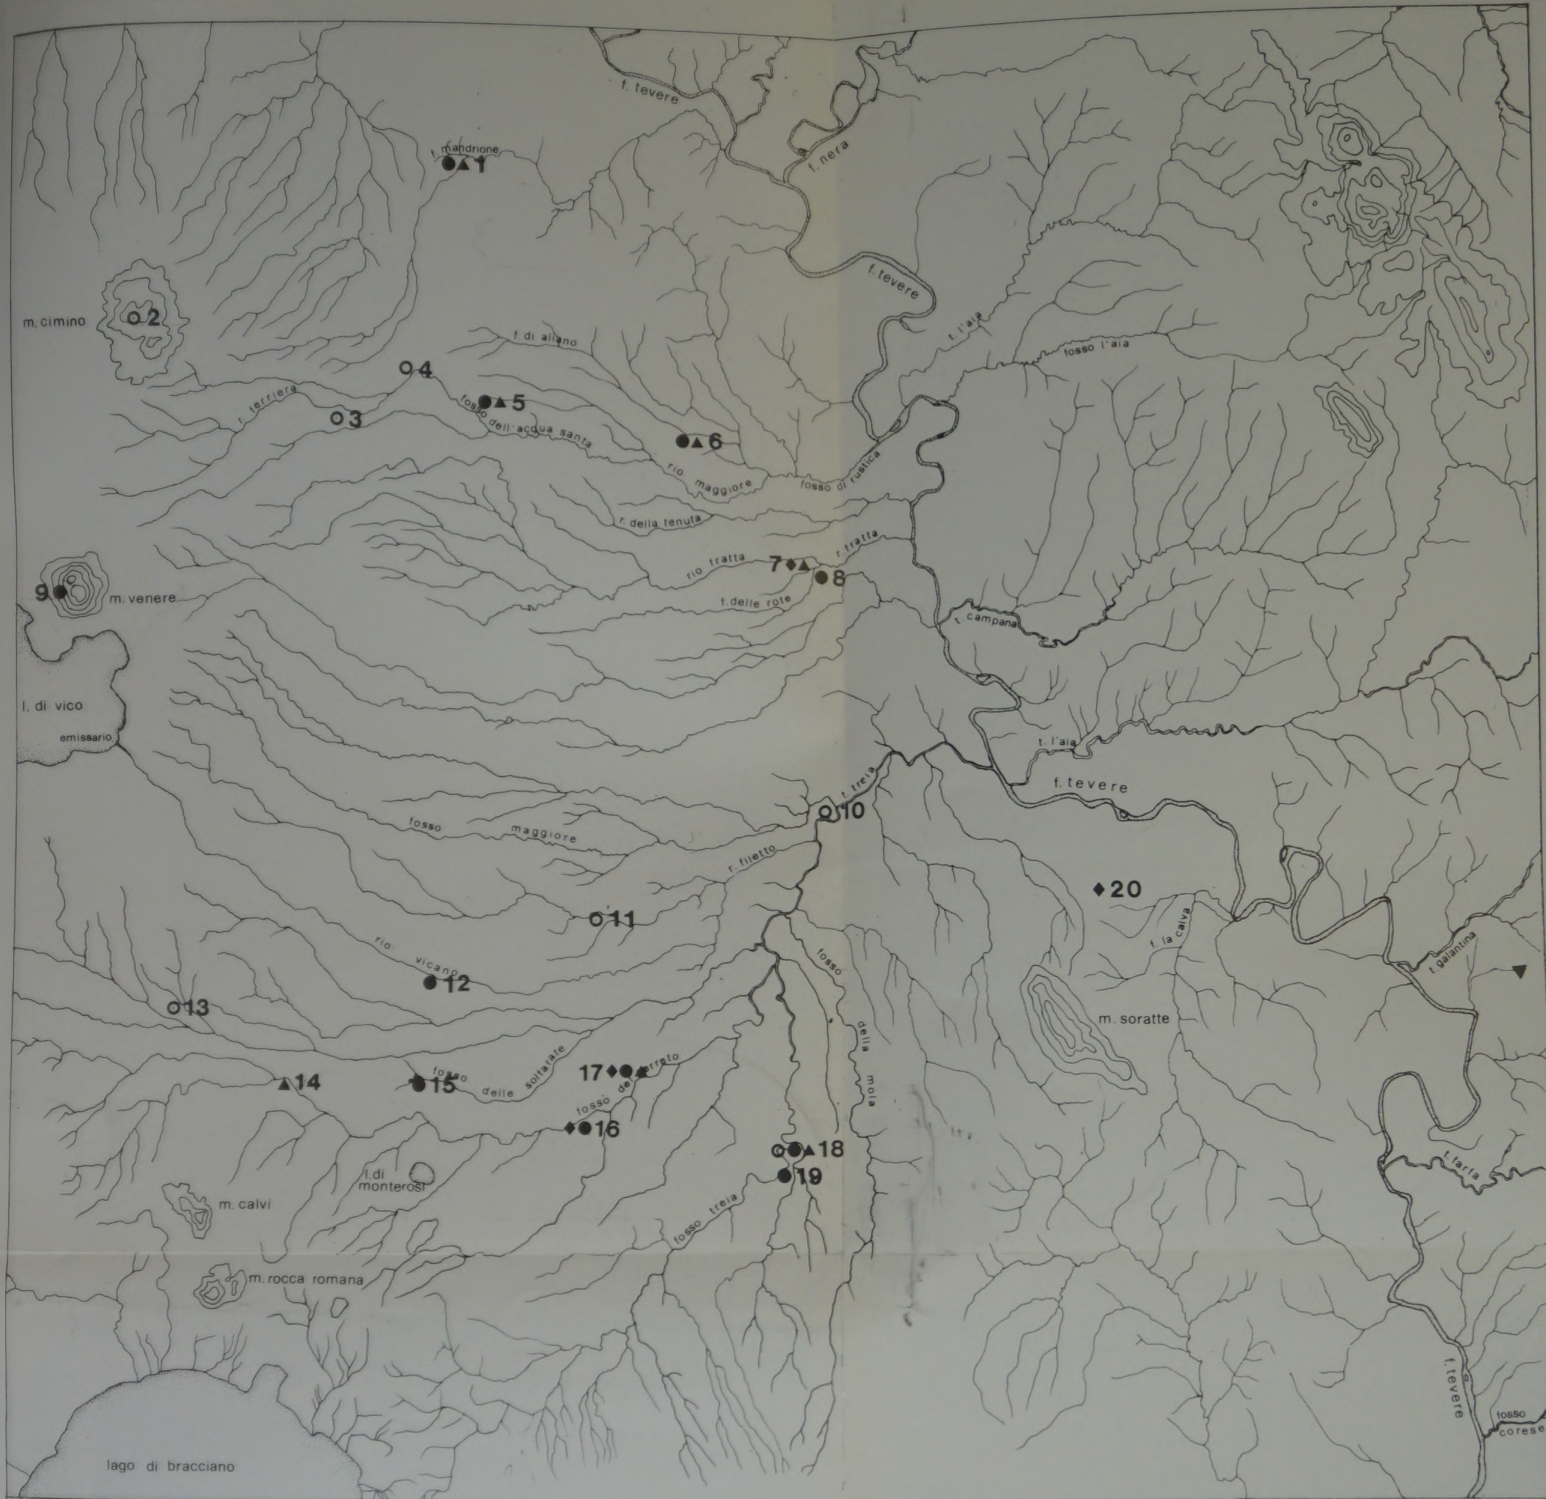 f. tevere
f. nera
f. mandrione
1
f. tevere
m. cimino
2
f. di aliano
t. l'aia
fosso l'aia
4
r. terriera
3
5
fosso
dell'acqua santa
6
rio
maggiore
fosso di rustica
r. della tenuta
rio fratta
7
r. fratta
8
9
m. venere
f. delle rote
t. campana
l. di vico
emissario
t. l'aia
f. tevere
t. treia
10
fosso
maggiore
r. filetto
20
11
f. la calva
rio
vicano
12
fosso
della
mola
t. galantina
13
m. soratte
14
15
fosso
delle
17
16
l. di
monterosi
18
19
t. farfa
m. calvi
fosso treia
m. rocca romana
f. tevere
fosso
corese
lago di bracciano